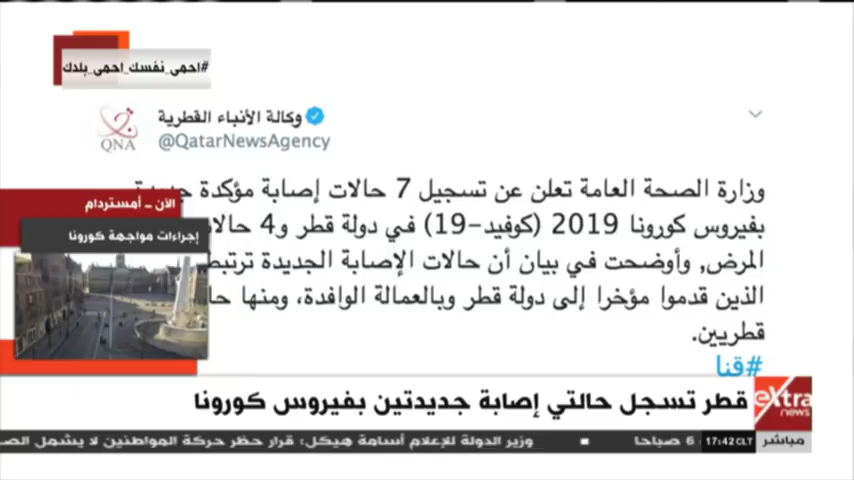 #احمى_نفسك_احمى_بلدك
وكالة الأنباء القطرية
@QatarNewsAgency
QNA
وزارة الصحة العامة تعلن عن تسجيل 7 حالات إصابة مؤكدة
بفيروس كورونا 2019 (كوفيد-19) في دولة قطر و4
المرض, وأوضحت في بيان أن حالات الإصابة الجديدة
الذين قدموا مؤخرا إلى دولة قطر وبالعمالة الوافدة، ومنها
قطريين.
#قنا
الآن - أمستردام
إجراءات مواجهة كورونا
قطر تسجل حالتي إصابة جديدتين بفيروس كورونا
eXtra
news
مباشر
17:42 CLT
6 صباحا
وزير الدولة للإعلام أسامة هيكل: قرار حظر حركة المواطنين لا يشمل